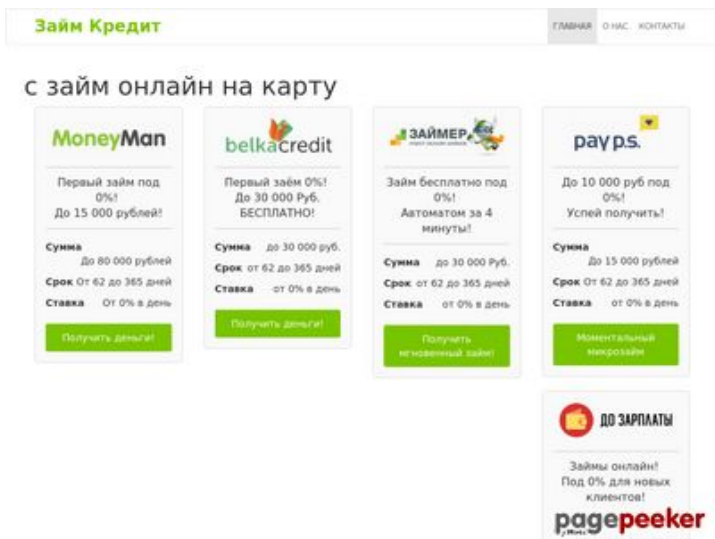 Займ Кредит
ГЛАВНАЯ О НАС КОНТАКТЫ
с займ онлайн на карту
MoneyMan
Первый займ под
0%!
До 15 000 рублей!
Сумма
До 80 000 рублей
Срок От 62 до 365 дней
Ставка От 0% в день
Получить деньги!
belkacredit
Первый заём 0%!
До 30 000 Руб.
БЕСПЛАТНО!
Сумма до 30 000 руб.
Срок от 62 до 365 дней
Ставка от 0% в день
Получить деньги!
ЗАЙМЕР
Займ бесплатно под
0%!
Автоматом за 4
минуты!
Сумма до 30 000 Руб.
Срок от 62 до 365 дней
Ставка от 0% в день
Получить
мгновенный займ!
pay p.s.
До 10 000 руб под
0%!
Успей получить!
Сумма
До 15 000 рублей
Срок От 62 до 365 дней
Ставка от 0% в день
Моментальный
микрозайм
ДО ЗАРПЛАТЫ
Займы онлайн!
Под 0% для новых
клиентов!
pagepeeker